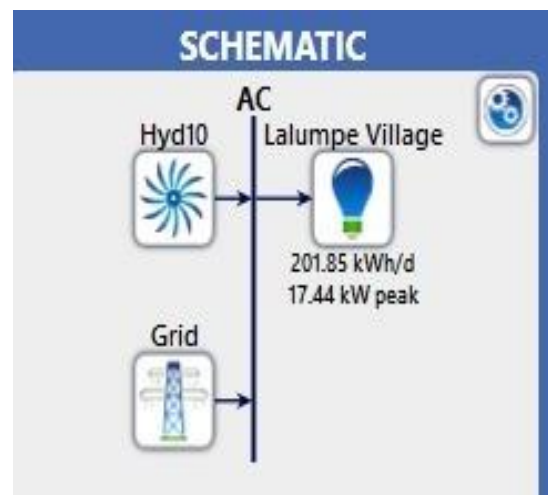 SCHEMATIC
AC
Hyd10
Lalumpe Village
201.85 kWh/d
17.44 kW peak
Grid